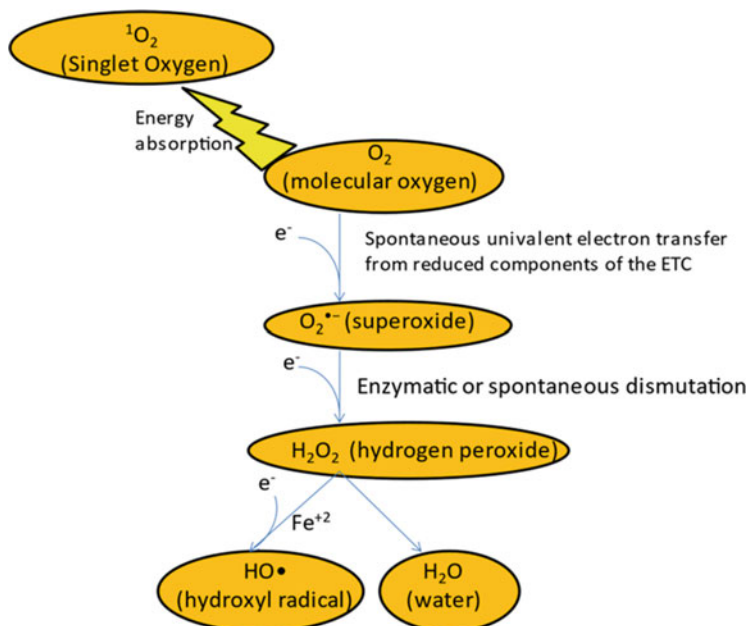 ¹O₂
(Singlet Oxygen)
Energy
absorption
O₂
(molecular oxygen)
e⁻
Spontaneous univalent electron transfer
from reduced components of the ETC
O₂•⁻ (superoxide)
e⁻
Enzymatic or spontaneous dismutation
H₂O₂ (hydrogen peroxide)
e⁻
Fe⁺²
HO•
(hydroxyl radical)
H₂O
(water)